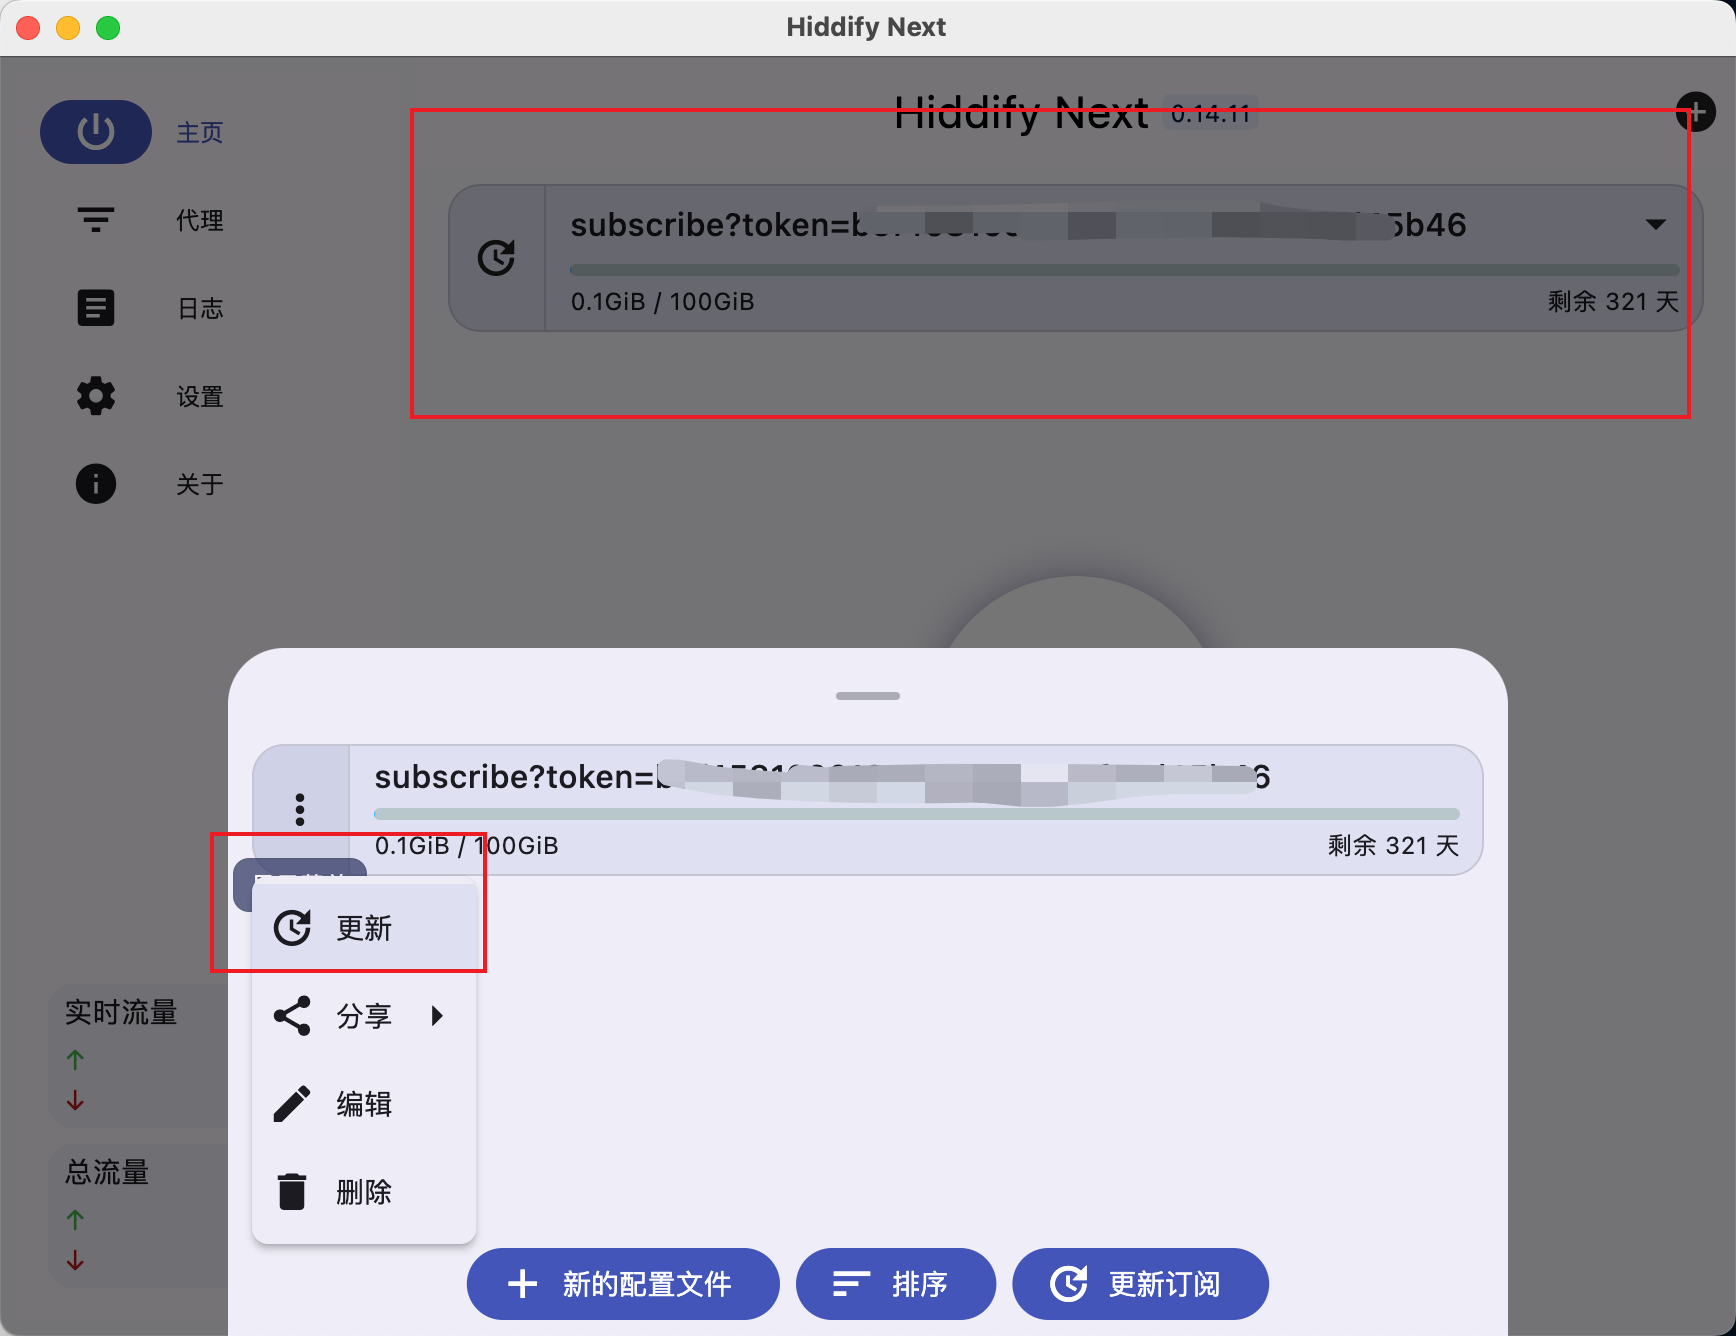 Hiddify Next
主页
代理
日志
设置
关于
Hiddify Next 0.14.11
subscribe?token= 5b46
0.1GiB / 100GiB
剩余 321 天
subscribe?token= 6
0.1GiB / 100GiB
剩余 321 天
更新
分享
编辑
删除
实时流量
总流量
新的配置文件
排序
更新订阅